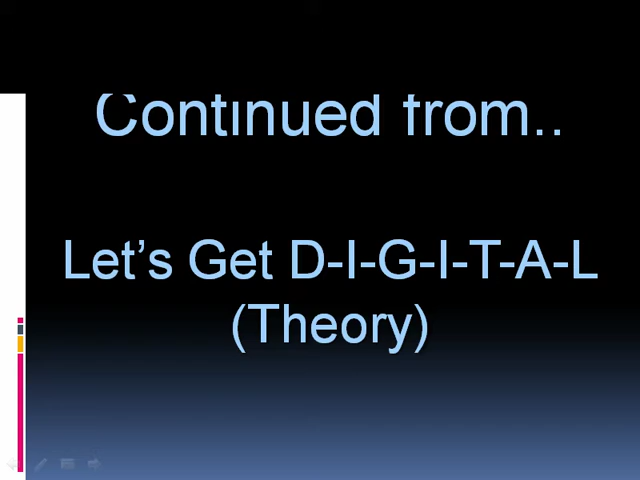 Continued from..
Let’s Get D-I-G-I-T-A-L
(Theory)